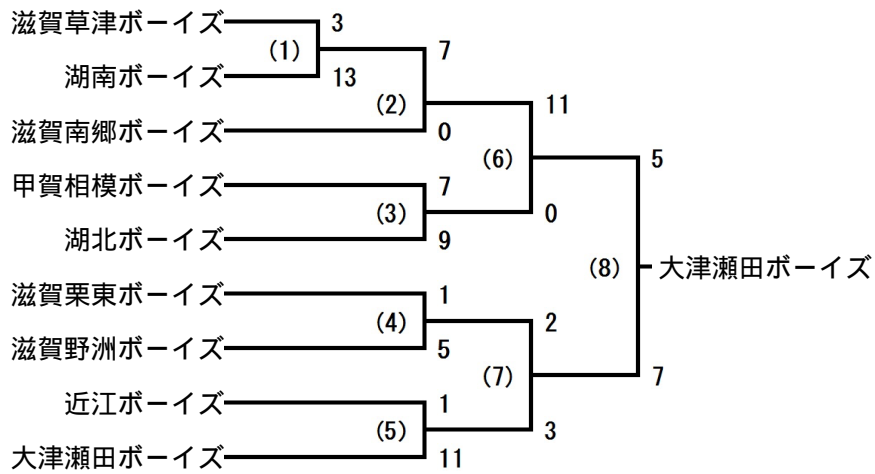 滋賀草津ボーイズ
3
(1)
7
湖南ボーイズ
13
(2)
11
滋賀南郷ボーイズ
0
(6)
5
甲賀相模ボーイズ
7
(3)
0
湖北ボーイズ
9
(8)
大津瀬田ボーイズ
滋賀栗東ボーイズ
1
(4)
2
滋賀野洲ボーイズ
5
(7)
7
近江ボーイズ
1
(5)
3
大津瀬田ボーイズ
11